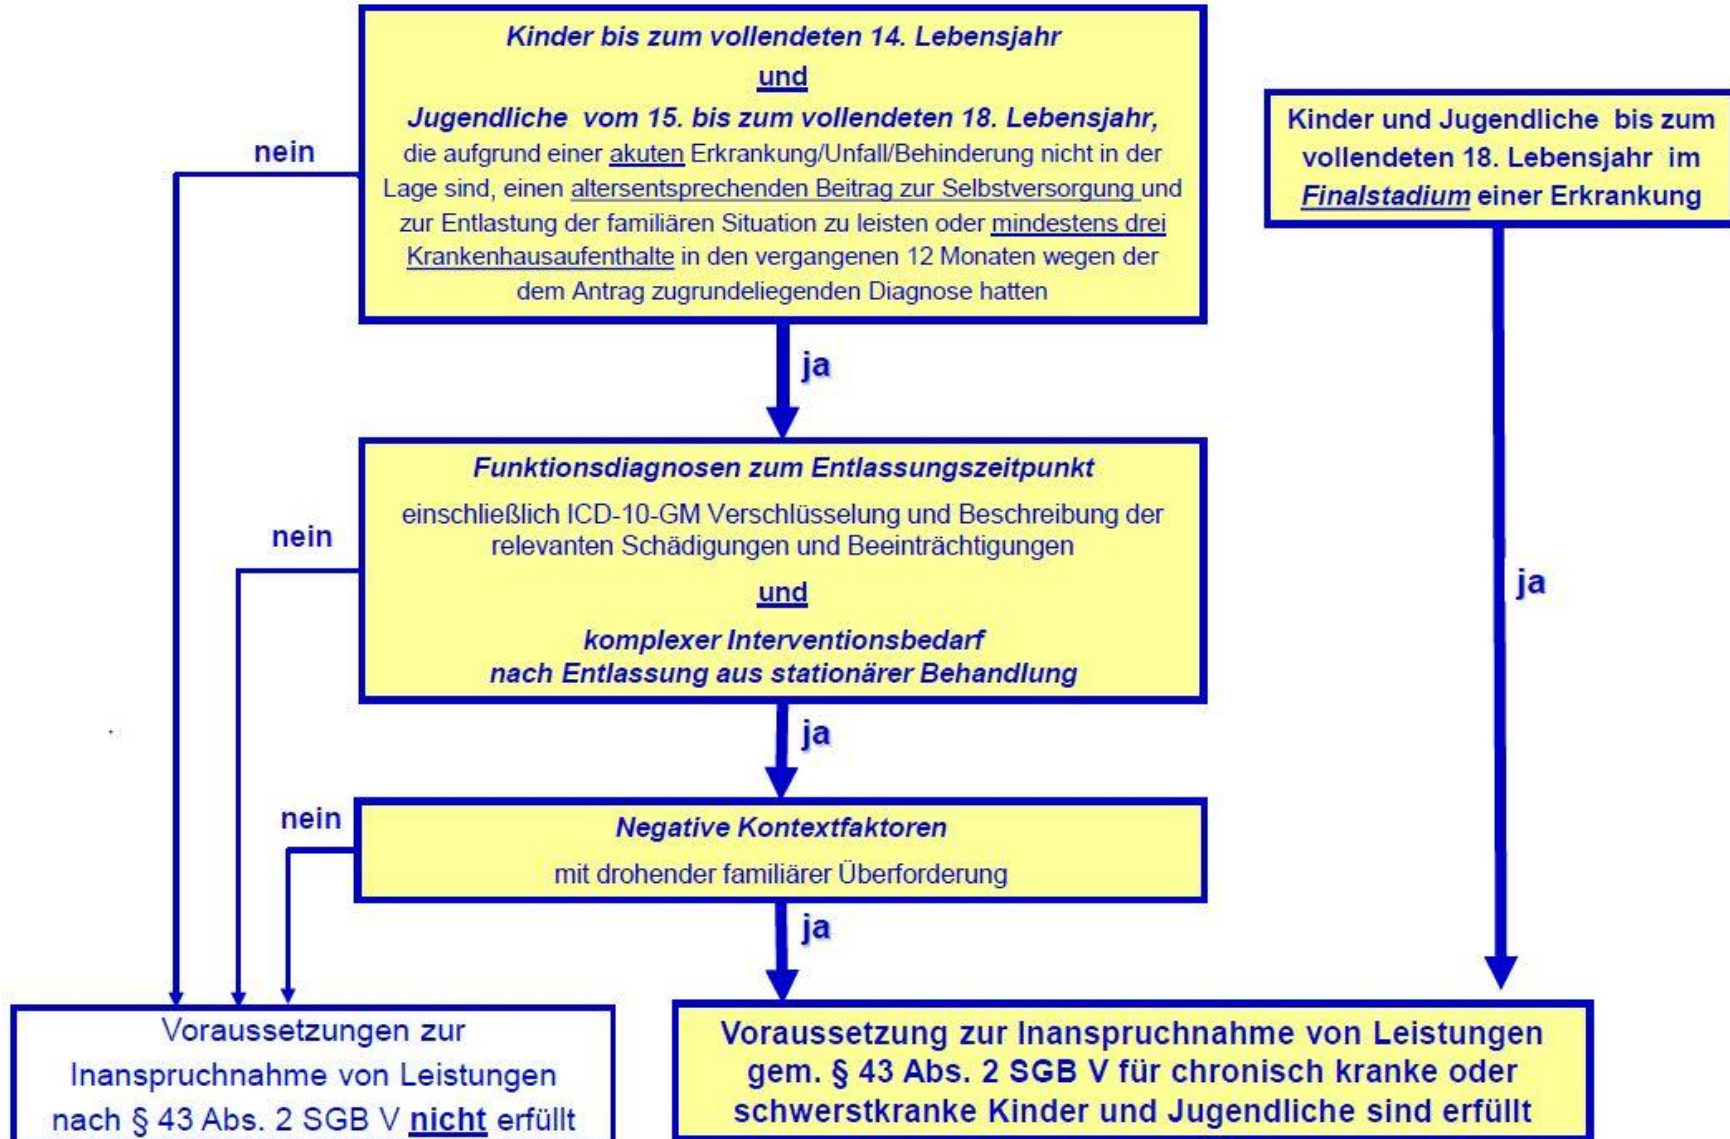 Kinder bis zum vollendeten 14. Lebensjahr
und
Jugendliche vom 15. bis zum vollendeten 18. Lebensjahr,
die aufgrund einer akuten Erkrankung/Unfall/Behinderung nicht in der
Lage sind, einen altersentsprechenden Beitrag zur Selbstversorgung und
zur Entlastung der familiären Situation zu leisten oder mindestens drei
Krankenhausaufenthalte in den vergangenen 12 Monaten wegen der
dem Antrag zugrundeliegenden Diagnose hatten
Kinder und Jugendliche bis zum
vollendeten 18. Lebensjahr im
Finalstadium einer Erkrankung
nein
ja
Funktionsdiagnosen zum Entlassungszeitpunkt
einschließlich ICD-10-GM Verschlüsselung und Beschreibung der
relevanten Schädigungen und Beeinträchtigungen
und
komplexer Interventionsbedarf
nach Entlassung aus stationärer Behandlung
nein
ja
ja
Negative Kontextfaktoren
mit drohender familiärer Überforderung
nein
ja
Voraussetzungen zur
Inanspruchnahme von Leistungen
nach § 43 Abs. 2 SGB V nicht erfüllt
Voraussetzung zur Inanspruchnahme von Leistungen
gem. § 43 Abs. 2 SGB V für chronisch kranke oder
schwerstkranke Kinder und Jugendliche sind erfüllt